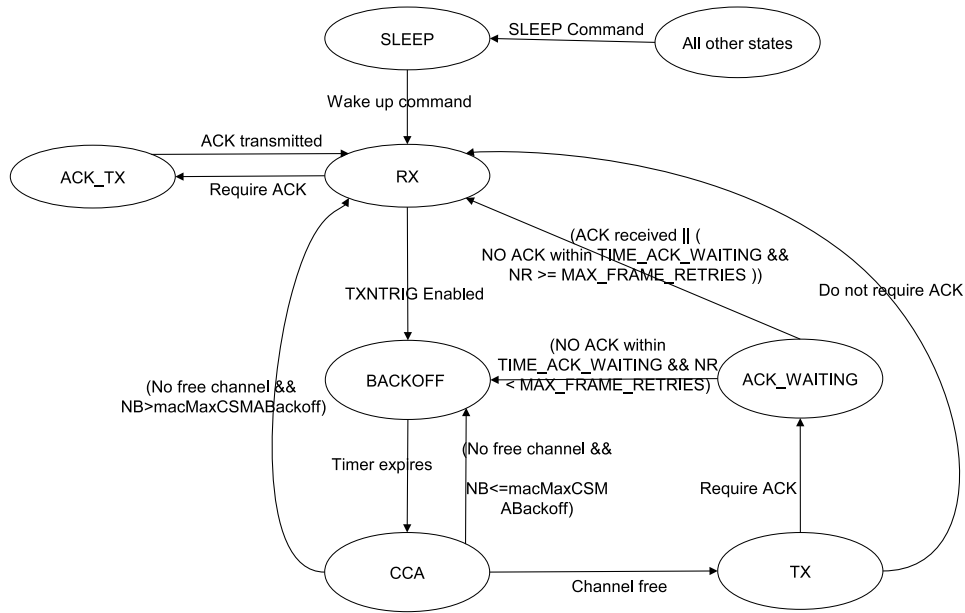 SLEEP Command
SLEEP
All other states
Wake up command
ACK transmitted
ACK_TX
RX
Require ACK
(ACK received || (
NO ACK within TIME_ACK_WAITING &&
NR >= MAX_FRAME_RETRIES ))
TXNTRIG Enabled
Do not require ACK
(NO ACK within
TIME_ACK_WAITING && NR
< MAX_FRAME_RETRIES)
BACKOFF
ACK_WAITING
(No free channel &&
NB>macMaxCSMABackoff)
(No free channel &&
NB<=macMaxCSM
ABackoff)
Timer expires
Require ACK
CCA
TX
Channel free